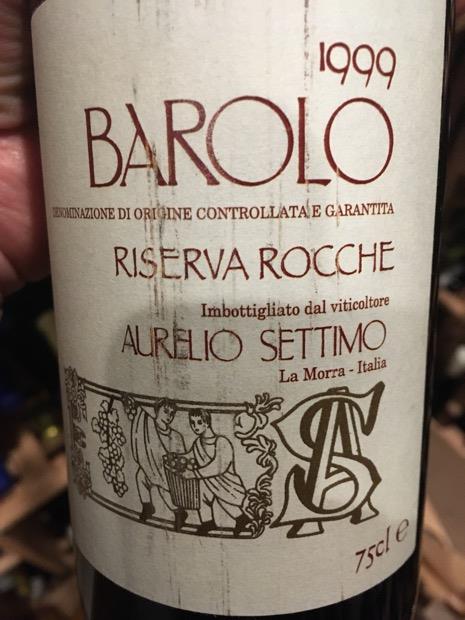 1999
BAROLO
DENOMINAZIONE DI ORIGINE CONTROLLATA E GARANTITA
RISERVA ROCCHE
Imbottigliato dal viticoltore
AURELIO SETTIMO
La Morra - Italia
AS
75cl e